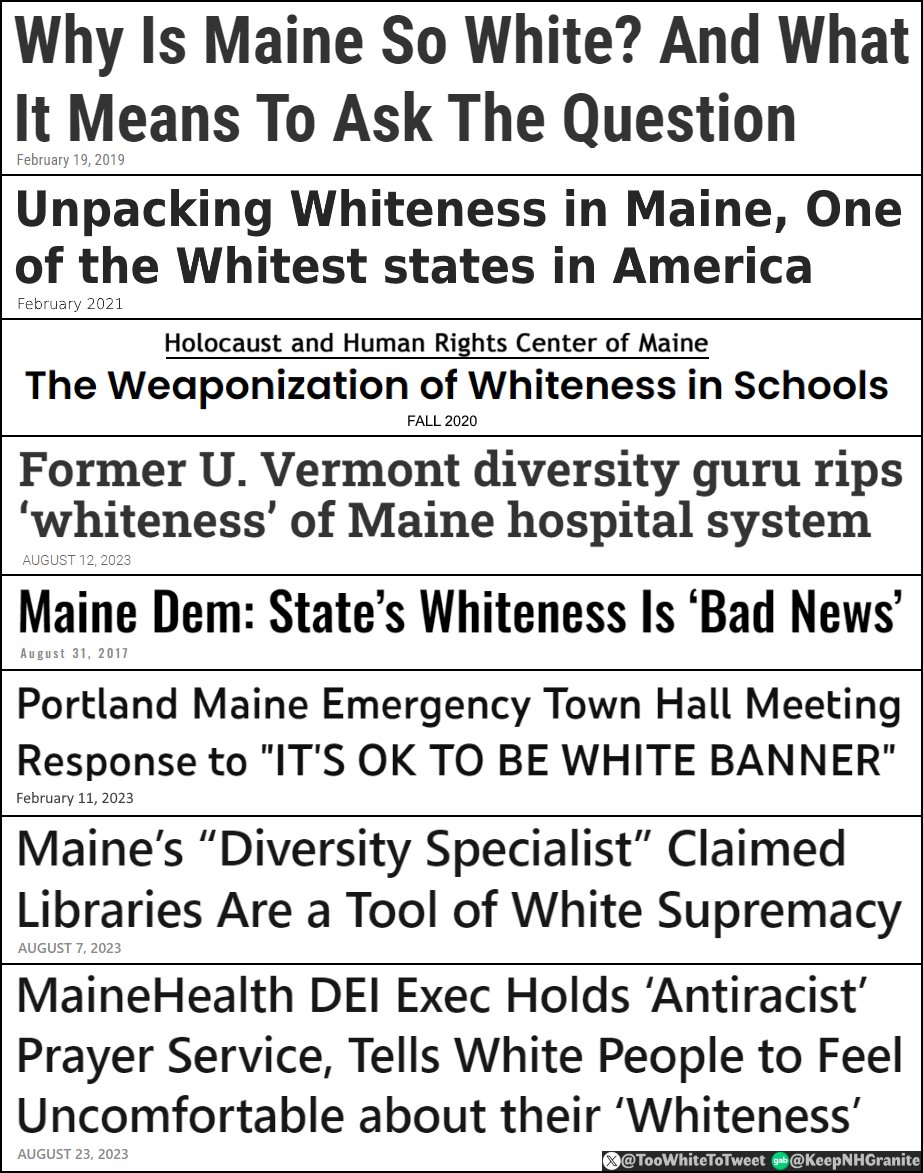 Why Is Maine So White? And What
It Means To Ask The Question
February 19, 2019
Unpacking Whiteness in Maine, One
of the Whitest states in America
February 2021
Holocaust and Human Rights Center of Maine
The Weaponization of Whiteness in Schools
FALL 2020
Former U. Vermont diversity guru rips
‘whiteness’ of Maine hospital system
AUGUST 12, 2023
Maine Dem: State’s Whiteness Is ‘Bad News’
August 31, 2017
Portland Maine Emergency Town Hall Meeting
Response to "IT'S OK TO BE WHITE BANNER"
February 11, 2023
Maine’s “Diversity Specialist” Claimed
Libraries Are a Tool of White Supremacy
AUGUST 7, 2023
MaineHealth DEI Exec Holds ‘Antiracist’
Prayer Service, Tells White People to Feel
Uncomfortable about their ‘Whiteness’
AUGUST 23, 2023
X @TooWhiteToTweet gab @KeepNHGranite